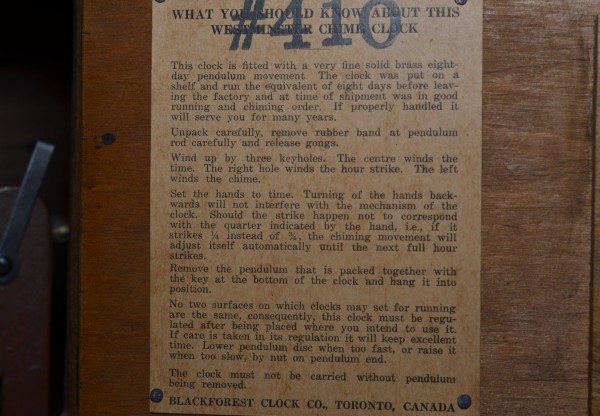 WHAT YOU SHOULD KNOW ABOUT THIS
WESTMINSTER CHIME CLOCK
This clock is fitted with a very fine solid brass eight-
day pendulum movement. The clock was put on a
shelf and run the equivalent of eight days before leav-
ing the factory and at time of shipment was in good
running and chiming order. If properly handled it
will serve you for many years.
Unpack carefully, remove rubber band at pendulum
rod carefully and release gongs.
Wind up by three keyholes. The centre winds the
time. The right hole winds the hour strike. The left
winds the chime.
Set the hands to time. Turning of the hands back-
wards will not interfere with the mechanism of the
clock. Should the strike happen not to correspond
with the quarter indicated by the hand, i.e., if it
strikes ¼ instead of ¾, the chiming movement will
adjust itself automatically until the next full hour
strikes.
Remove the pendulum that is packed together with
the key at the bottom of the clock and hang it into
position.
No two surfaces on which clocks may set for running
are the same, consequently, this clock must be regu-
lated after being placed where you intend to use it.
If care is taken in its regulation it will keep excellent
time. Lower pendulum disc when too fast, or raise it
when too slow, by nut on pendulum end.
The clock must not be carried without pendulum
being removed.
BLACKFOREST CLOCK CO., TORONTO, CANADA